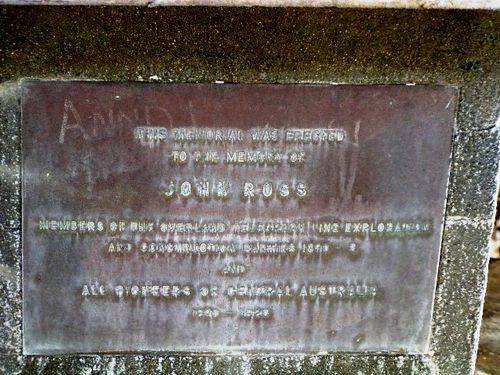 ANND
THIS MEMORIAL WAS ERECTED
TO THE MEMORY OF
JOHN ROSS
MEMBERS OF THE OVERLAND TELEGRAPH LINE EXPLORATION
AND CONSTRUCTION PARTIES
AND
ALL PIONEERS OF CENTRAL AUSTRALIA